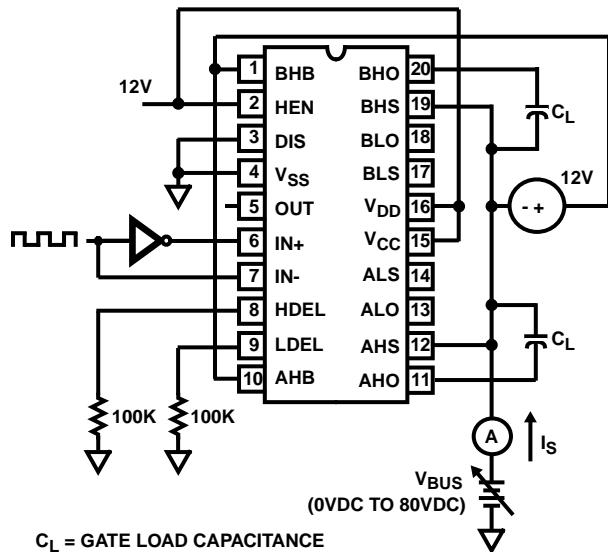 12V
1 BHB BHO 20
2 HEN BHS 19
3 DIS BLO 18
4 VSS BLS 17
5 OUT VDD 16
6 IN+ VCC 15
7 IN- ALS 14
8 HDEL ALO 13
9 LDEL AHS 12
10 AHB AHO 11
CL
12V
- +
CL
100K 100K
A
IS
VBUS
(0VDC TO 80VDC)
CL = GATE LOAD CAPACITANCE